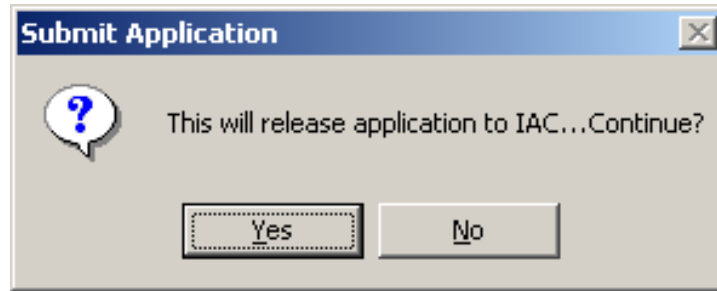 Submit Application
This will release application to IAC...Continue?
Yes
No